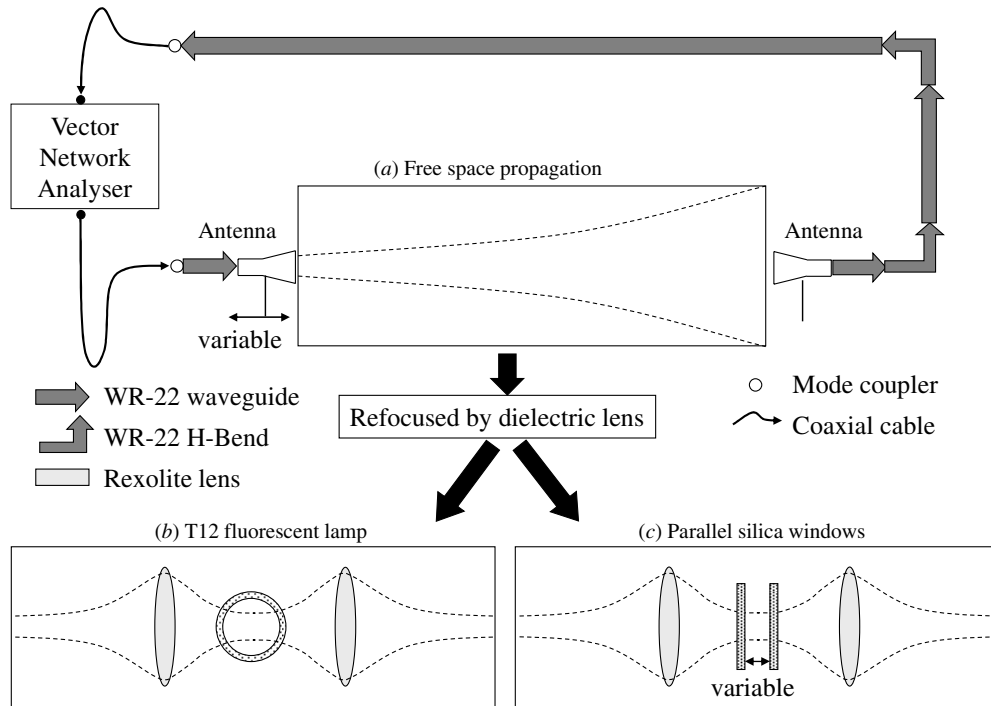 Vector
Network
Analyser
(a) Free space propagation
Antenna
Antenna
variable
WR-22 waveguide
WR-22 H-Bend
Rexolite lens
Refocused by dielectric lens
Mode coupler
Coaxial cable
(b) T12 fluorescent lamp
(c) Parallel silica windows
variable